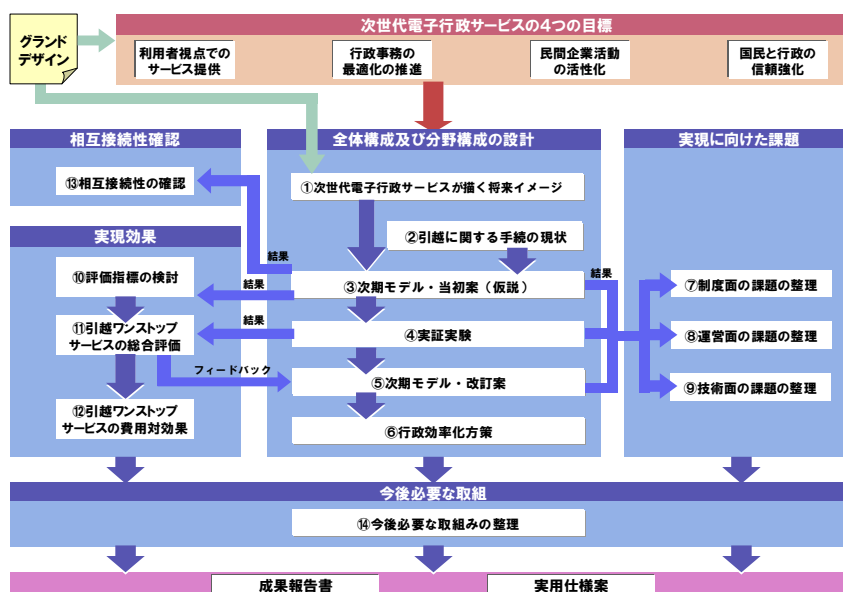 グランド
デザイン
次世代電子行政サービスの4つの目標
利用者視点での
サービス提供
行政事務の
最適化の推進
民間企業活動
の活性化
国民と行政の
信頼強化
相互接続性確認
⑬相互接続性の確認
実現効果
⑩評価指標の検討
⑪引越ワンストップ
サービスの総合評価
⑫引越ワンストップ
サービスの費用対効果
全体構成及び分野構成の設計
①次世代電子行政サービスが描く将来イメージ
②引越に関する手続の現状
結果
③次期モデル・当初案（仮説）
結果
結果
④実証実験
結果
フィードバック
⑤次期モデル・改訂案
⑥行政効率化方策
実現に向けた課題
⑦制度面の課題の整理
⑧運営面の課題の整理
⑨技術面の課題の整理
今後必要な取組
⑭今後必要な取組みの整理
成果報告書
実用仕様案